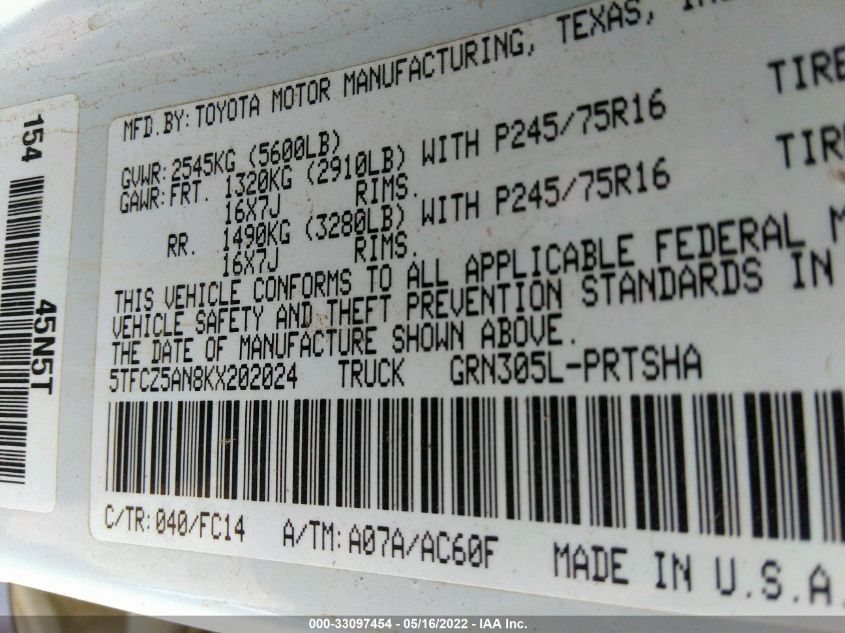 154
45N5T
MFD. BY: TOYOTA MOTOR MANUFACTURING, TEXAS,
GVWR: 2545KG (5600LB)
GAWR: FRT. 1320KG (2910LB) WITH P245/75R16 TIRE
16X7J RIMS.
RR. 1490KG (3280LB) WITH P245/75R16 TIRE
16X7J RIMS.
THIS VEHICLE CONFORMS TO ALL APPLICABLE FEDERAL M
VEHICLE SAFETY AND THEFT PREVENTION STANDARDS IN
THE DATE OF MANUFACTURE SHOWN ABOVE.
5TFCZ5AN8KX202024 TRUCK GRN305L-PRTSHA
C/TR: 040/FC14 A/TM: A07A/AC60F MADE IN U.S.A.
000-33097454 - 05/16/2022 - IAA Inc.